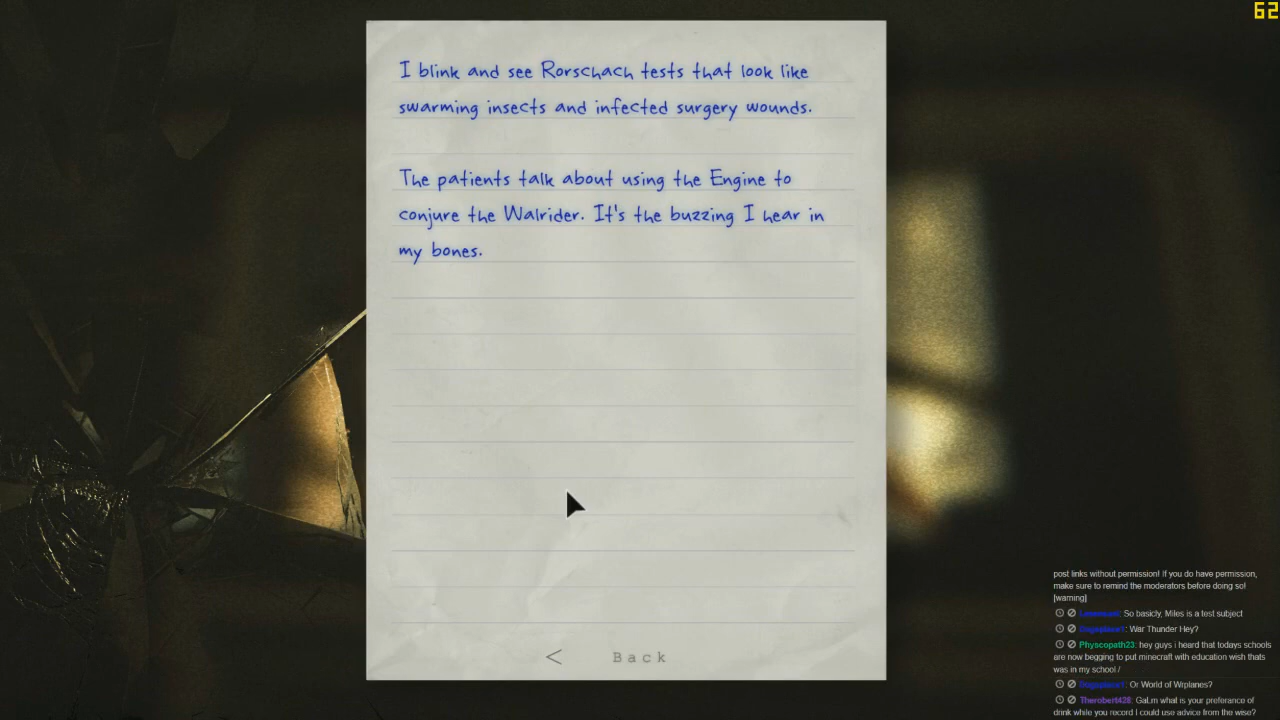 62
I blink and see Rorschach tests that look like
swarming insects and infected surgery wounds.
The patients talk about using the Engine to
conjure the Walrider. It's the buzzing I hear in
my bones.
< Back
post links without permission! If you do have permission,
make sure to remind the moderators before doing so!
[warning]
: So basicly, Miles is a test subject
: War Thunder Hey?
Physcopath23: hey guys i heard that todays schools
are now begging to put minecraft with education wish thats
was in my school./
: Or World of Wrplanes?
Therobert428: GaLm what is your preferance of
drink while you record I could use advice from the wise?